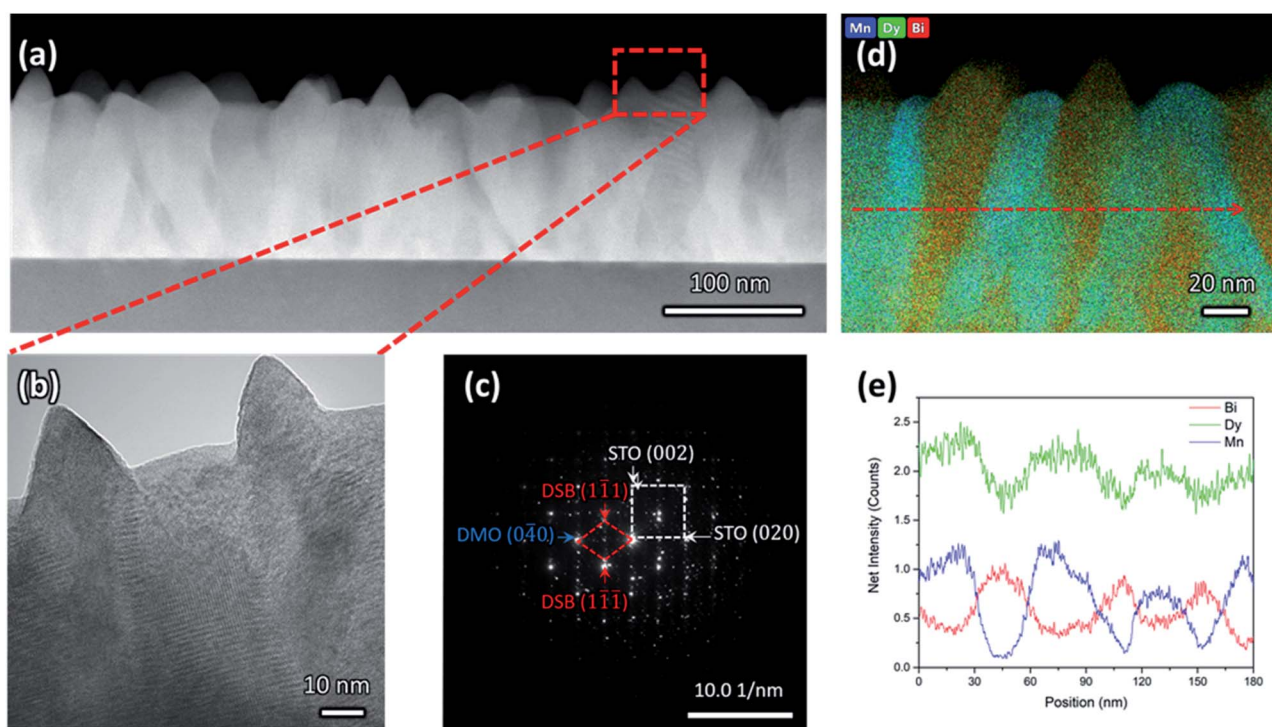 (a)
100 nm
Mn Dy Bi
(d)
20 nm
(b)
10 nm
(c)
STO (002)
DSB (11̄1)
DMO (04̄0)
STO (020)
DSB (11̄1̄)
10.0 1/nm
(e)
Bi
Dy
Mn
2.5
2.0
1.5
1.0
0.5
0.0
Net Intensity (Counts)
0 30 60 90 120 150 180
Position (nm)